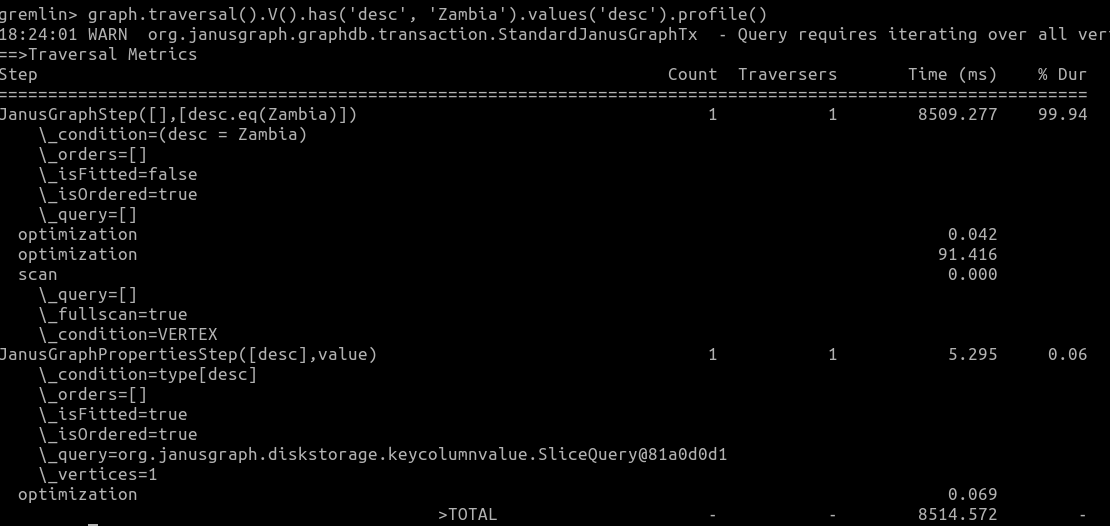 gremlin> graph.traversal().V().has('desc', 'Zambia').values('desc').profile()
18:24:01 WARN  org.janusgraph.graphdb.transaction.StandardJanusGraphTx  - Query requires iterating over all
==>Traversal Metrics
Step                                                               Count  Traversers       Time (ms)    % Dur
=============================================================================================================
JanusGraphStep([],[desc.eq(Zambia)])                                   1           1        8509.277    99.94
    \_condition=(desc = Zambia)
    \_orders=[]
    \_isFitted=false
    \_isOrdered=true
    \_query=[]
  optimization                                                                                 0.042
  optimization                                                                                91.416
  scan                                                                                         0.000
    \_query=[]
    \_fullscan=true
    \_condition=VERTEX
JanusGraphPropertiesStep([desc],value)                                 1           1           5.295     0.06
    \_condition=type[desc]
    \_orders=[]
    \_isFitted=true
    \_isOrdered=true
    \_query=org.janusgraph.diskstorage.keycolumnvalue.SliceQuery@81a0d0d1
    \_vertices=1
  optimization                                                                                 0.069
                                            >TOTAL                     -           -        8514.572        -